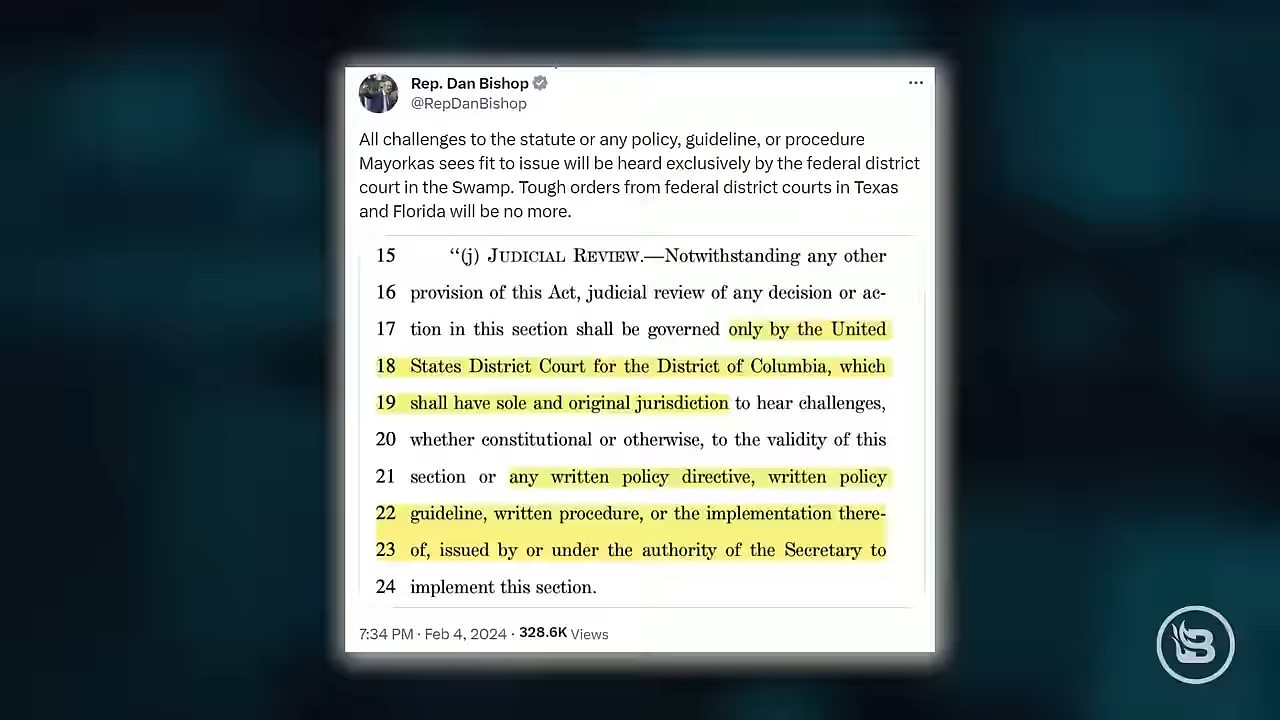 Rep. Dan Bishop
@RepDanBishop
All challenges to the statute or any policy, guideline, or procedure
Mayorkas sees fit to issue will be heard exclusively by the federal district
court in the Swamp. Tough orders from federal district courts in Texas
and Florida will be no more.
15 “(j) JUDICIAL REVIEW.—Notwithstanding any other
16 provision of this Act, judicial review of any decision or ac-
17 tion in this section shall be governed only by the United
18 States District Court for the District of Columbia, which
19 shall have sole and original jurisdiction to hear challenges,
20 whether constitutional or otherwise, to the validity of this
21 section or any written policy directive, written policy
22 guideline, written procedure, or the implementation there-
23 of, issued by or under the authority of the Secretary to
24 implement this section.
7:34 PM · Feb 4, 2024 · 328.6K Views
B